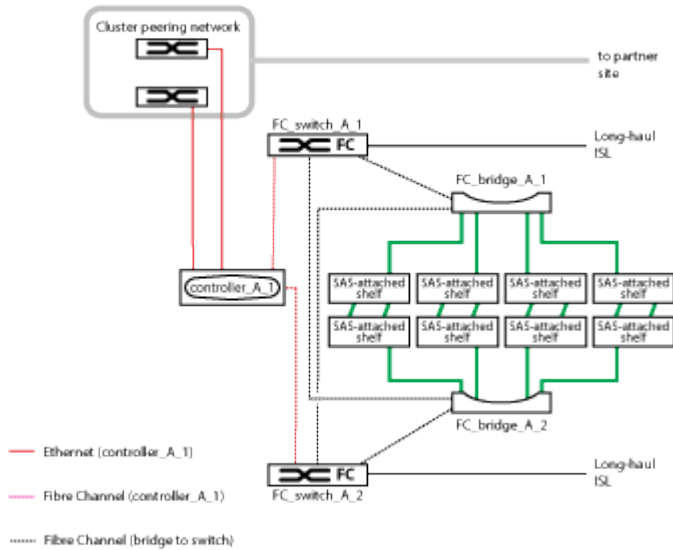 Cluster peering network
to partner
site
FC_switch_A_1
FC
Long-haul
ISL
FC_bridge_A_1
controller_A_1
SAS-attached
shelf
SAS-attached
shelf
SAS-attached
shelf
SAS-attached
shelf
SAS-attached
shelf
SAS-attached
shelf
SAS-attached
shelf
SAS-attached
shelf
FC_bridge_A_2
Ethernet (controller_A_1)
FC
Long-haul
ISL
FC_switch_A_2
Fibre Channel (controller_A_1)
Fibre Channel (bridge to switch)